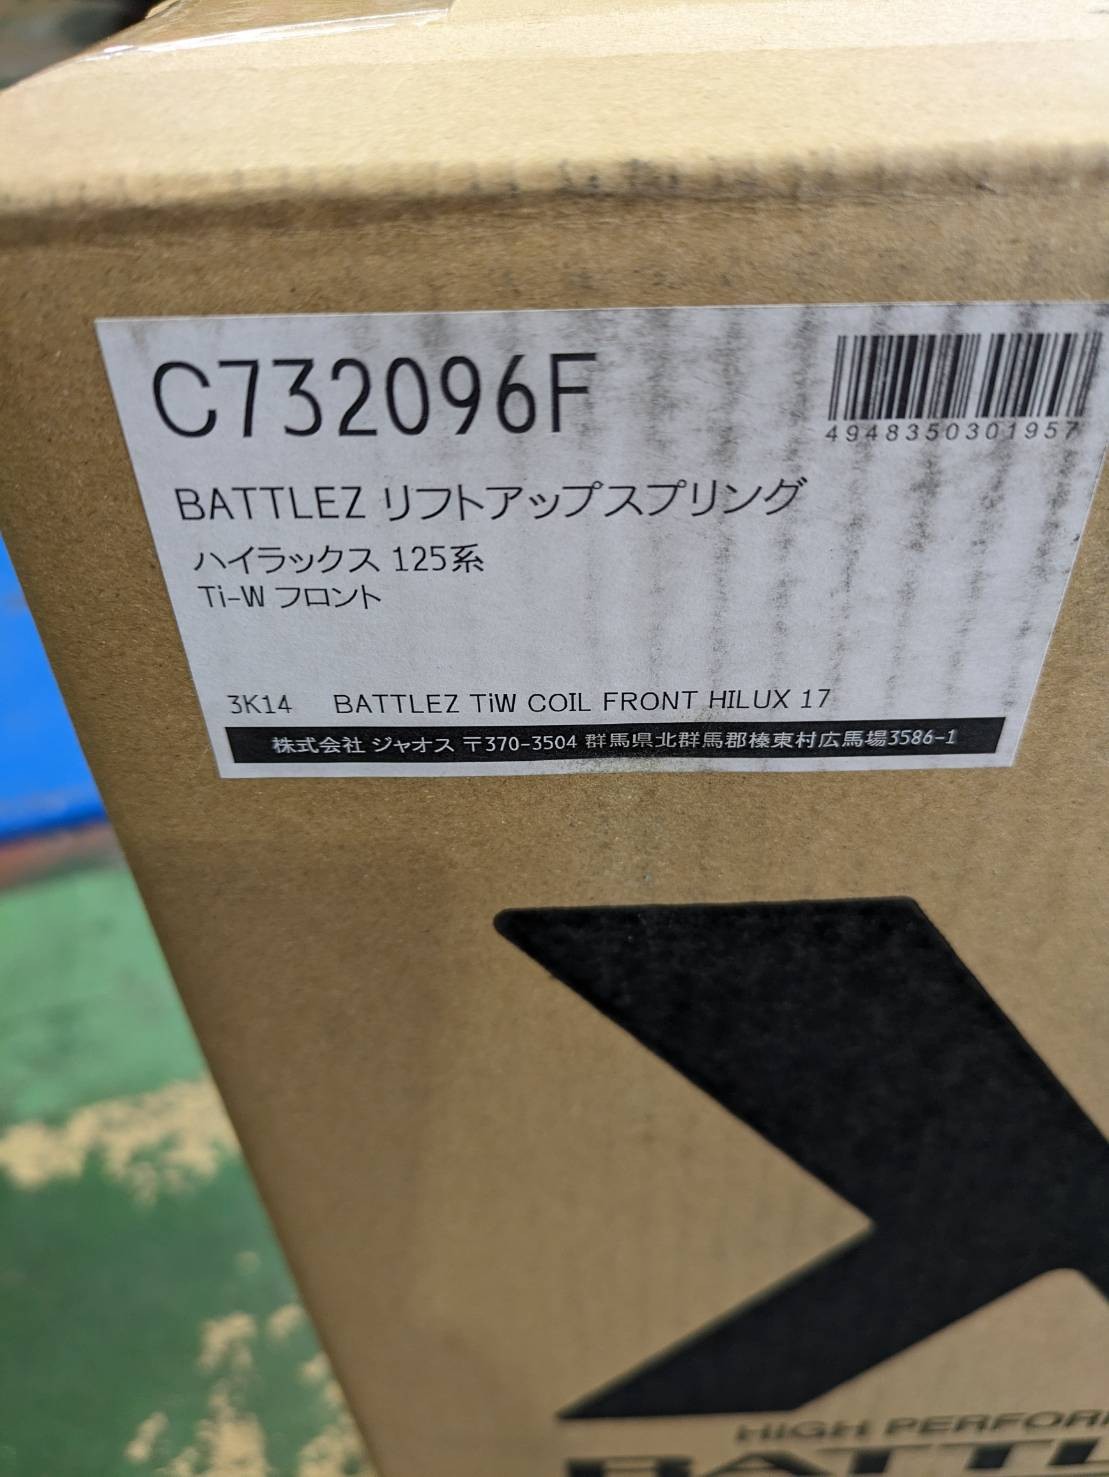 C732096F
4948350301957
BATTLEZ リフトアップスプリング
ハイラックス 125系
Ti-W フロント
3K14 BATTLEZ TiW COIL FRONT HILUX 17
株式会社 ジャオス 〒370-3504 群馬県北群馬郡榛東村広馬場3586-1
HIGH PERFOR
BATTL